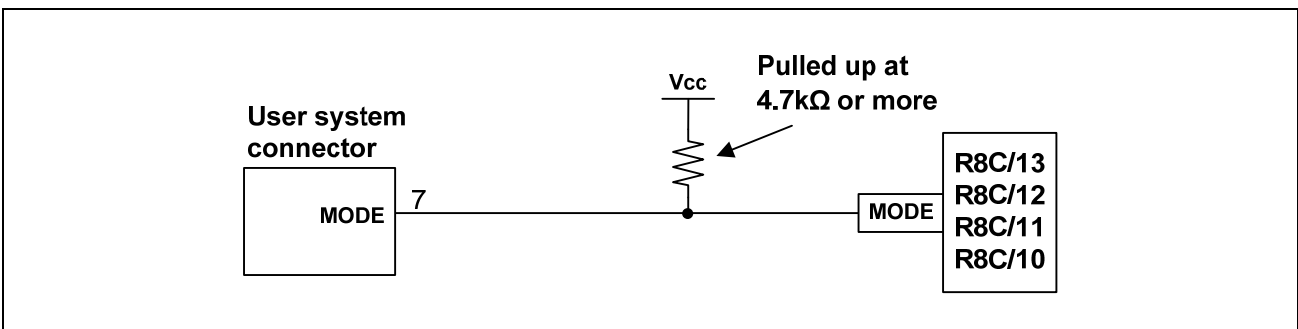 User system
connector
MODE
7
Vcc
Pulled up at
4.7kΩ or more
MODE
R8C/13
R8C/12
R8C/11
R8C/10